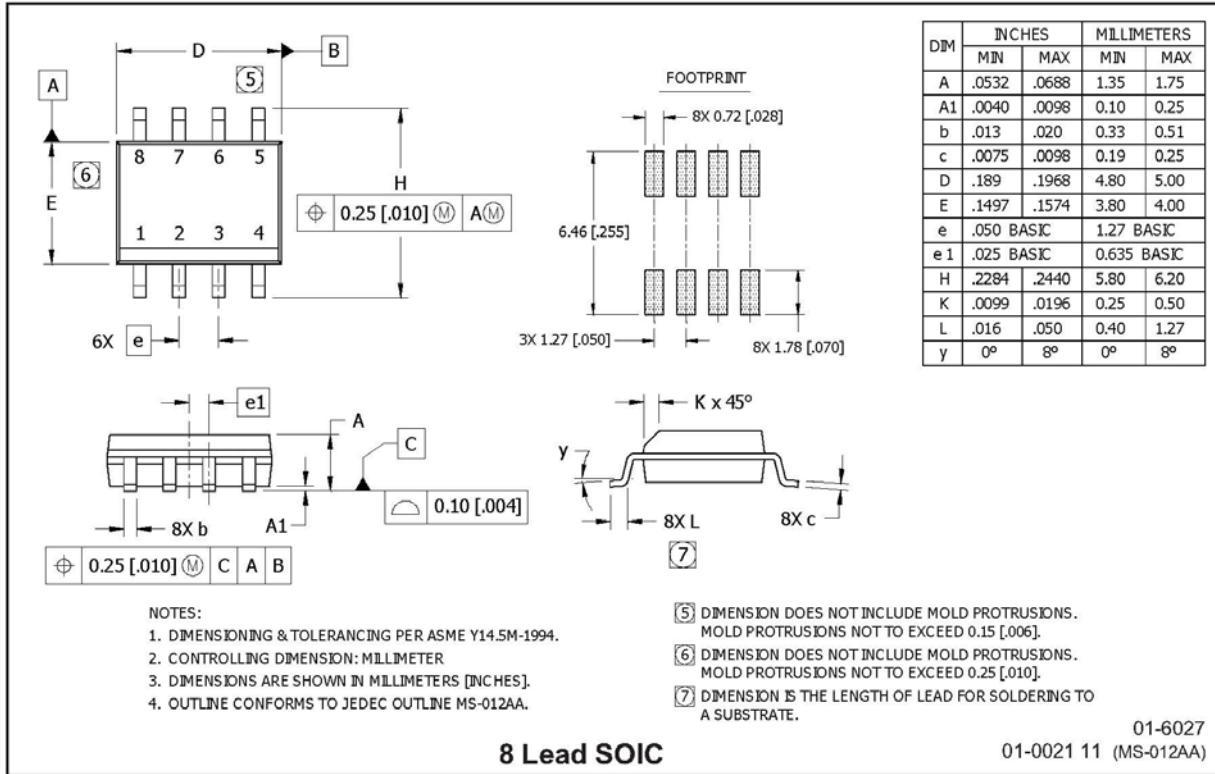 D
B
5
A
8 7 6 5
6
E
H
⌖ 0.25 [.010] Ⓜ A Ⓜ
1 2 3 4
6X e
FOOTPRINT
8X 0.72 [.028]
6.46 [.255]
3X 1.27 [.050]
8X 1.78 [.070]
DIM INCHES MILLIMETERS
MIN MAX MIN MAX
A .0532 .0688 1.35 1.75
A1 .0040 .0098 0.10 0.25
b .013 .020 0.33 0.51
c .0075 .0098 0.19 0.25
D .189 .1968 4.80 5.00
E .1497 .1574 3.80 4.00
e .050 BASIC 1.27 BASIC
e 1 .025 BASIC 0.635 BASIC
H .2284 .2440 5.80 6.20
K .0099 .0196 0.25 0.50
L .016 .050 0.40 1.27
y 0° 8° 0° 8°
e1
A
C
⌓ 0.10 [.004]
8X b
A1
⌖ 0.25 [.010] Ⓜ C A B
K x 45°
y
8X L
8X c
7
NOTES:
1. DIMENSIONING & TOLERANCING PER ASME Y14.5M-1994.
2. CONTROLLING DIMENSION: MILLIMETER
3. DIMENSIONS ARE SHOWN IN MILLIMETERS [INCHES].
4. OUTLINE CONFORMS TO JEDEC OUTLINE MS-012AA.
5 DIMENSION DOES NOT INCLUDE MOLD PROTRUSIONS.
MOLD PROTRUSIONS NOT TO EXCEED 0.15 [.006].
6 DIMENSION DOES NOT INCLUDE MOLD PROTRUSIONS.
MOLD PROTRUSIONS NOT TO EXCEED 0.25 [.010].
7 DIMENSION IS THE LENGTH OF LEAD FOR SOLDERING TO
A SUBSTRATE.
8 Lead SOIC
01-6027
01-0021 11 (MS-012AA)